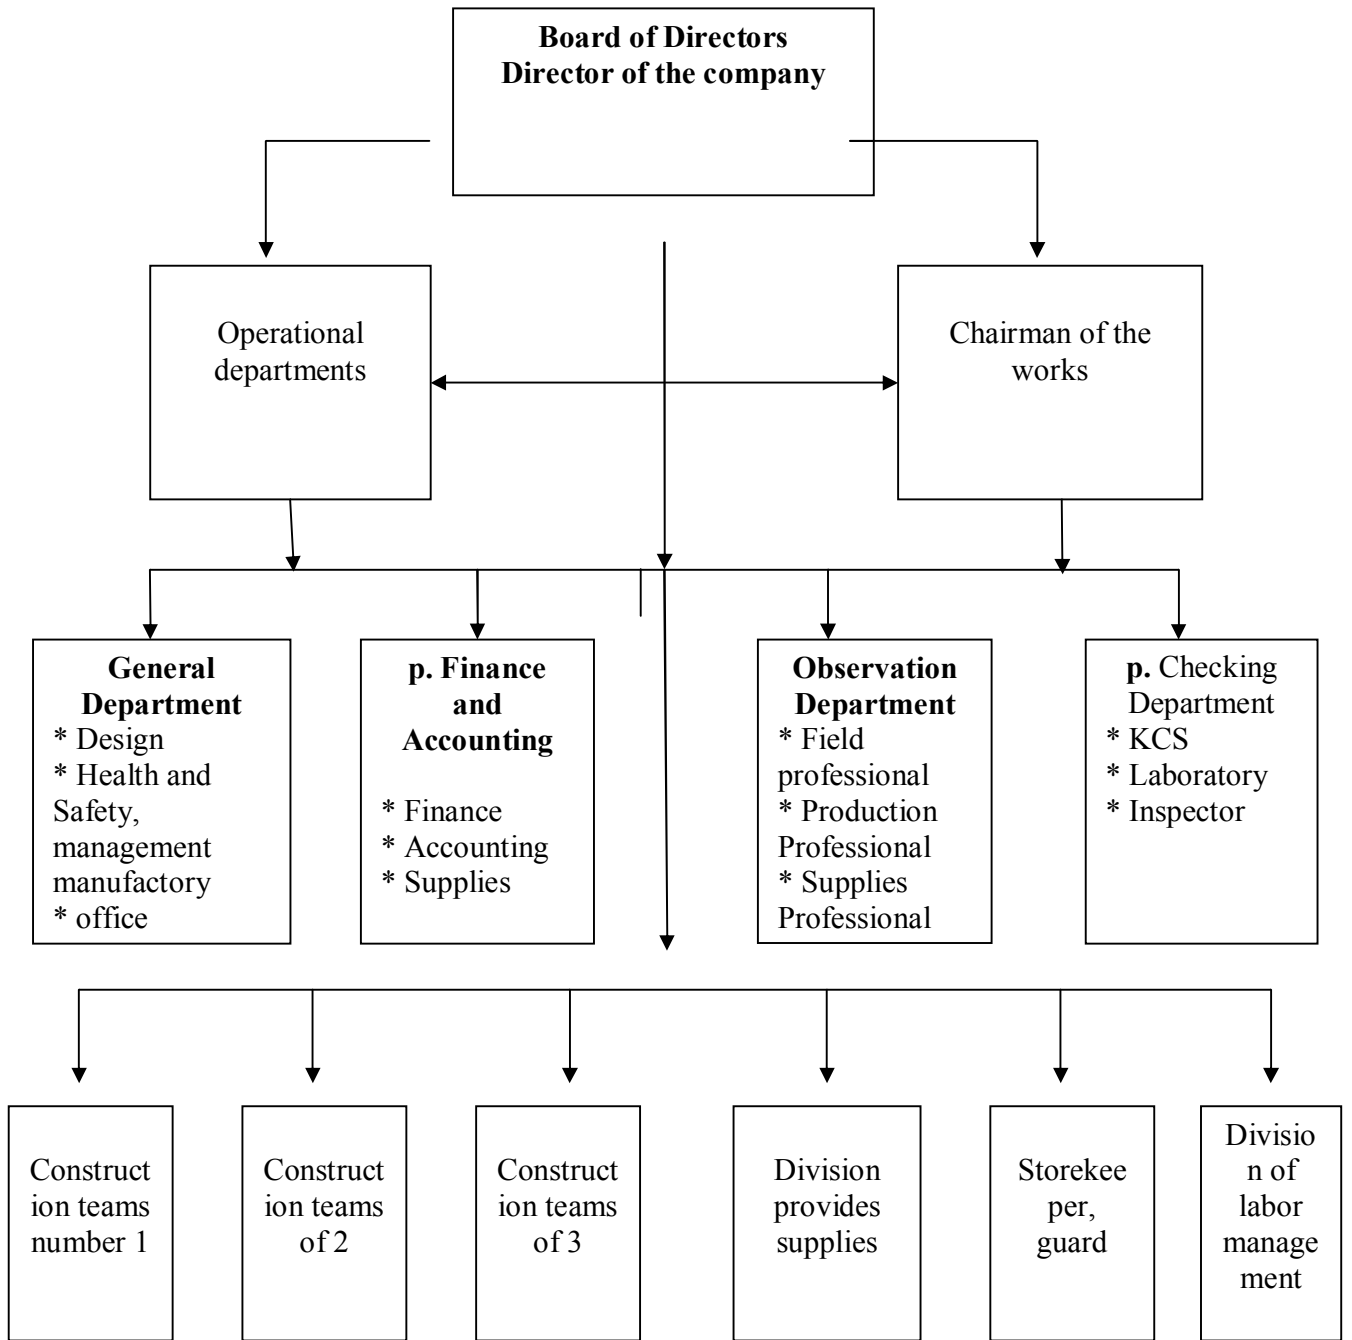 Board of Directors
Director of the company
Operational
departments
Chairman of the
works
General
Department
* Design
* Health and
Safety,
management
manufactory
* office
p. Finance
and
Accounting
* Finance
* Accounting
* Supplies
Observation
Department
* Field
professional
* Production
Professional
* Supplies
Professional
p. Checking
Department
* KCS
* Laboratory
* Inspector
Construct
ion teams
number 1
Construct
ion teams
of 2
Construct
ion teams
of 3
Division
provides
supplies
Storekee
per,
guard
Divisio
n of
labor
manage
ment